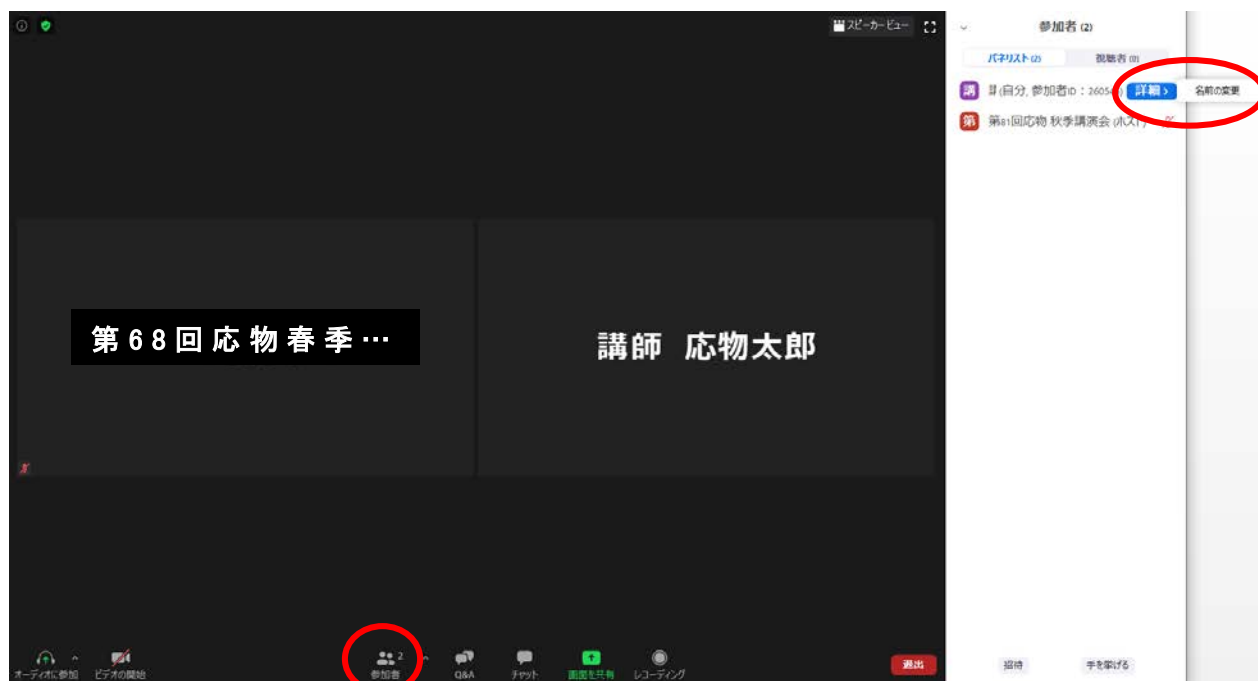 スピーカービュー
参加者 (2)
パネリスト (2)
視聴者 (0)
講
(自分, 参加者ID : 2605
詳細 >
名前の変更
第
第81回応物 秋季講演会 (ホスト)
第68回応物春季…
講師 応物太郎
オーディオに参加
ビデオの開始
参加者
2
Q&A
チャット
画面を共有
レコーディング
退出
招待
手を挙げる